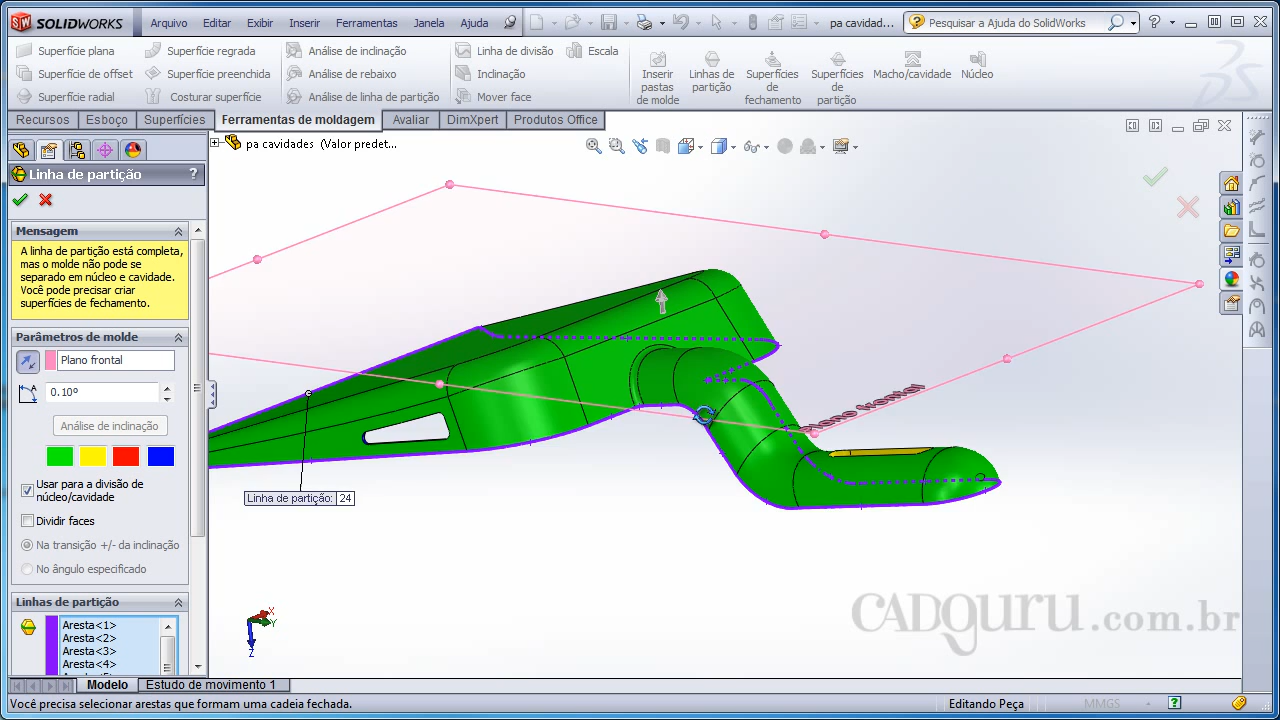 SOLIDWORKS
Arquivo Editar Exibir Inserir Ferramentas Janela Ajuda
pa cavidad...
Pesquisar a Ajuda do SolidWorks
Superfície plana Superfície regrada Análise de inclinação Linha de divisão Escala
Superfície de offset Superfície preenchida Análise de rebaixo Inclinação
Superfície radial Costurar superfície Análise de linha de partição Mover face
Inserir pastas de molde
Linhas de partição
Superfícies de fechamento
Superfícies de partição
Macho/cavidade
Núcleo
Recursos Esboço Superfícies Ferramentas de moldagem Avaliar DimXpert Produtos Office
pa cavidades (Valor predet...
Linha de partição ?
Mensagem
A linha de partição está completa,
mas o molde não pode se
separado em núcleo e cavidade.
Você pode precisar criar
superfícies de fechamento.
Parâmetros de molde
Plano frontal
0.10º
Análise de inclinação
Usar para a divisão de
núcleo/cavidade
Dividir faces
Na transição +/- da inclinação
No ângulo especificado
Linhas de partição
Aresta<1>
Aresta<2>
Aresta<3>
Aresta<4>
Linha de partição: 24
X
Y
Z
CADGURU.com.br
Modelo Estudo de movimento 1
Você precisa selecionar arestas que formam uma cadeia fechada.
Editando Peça
MMGS